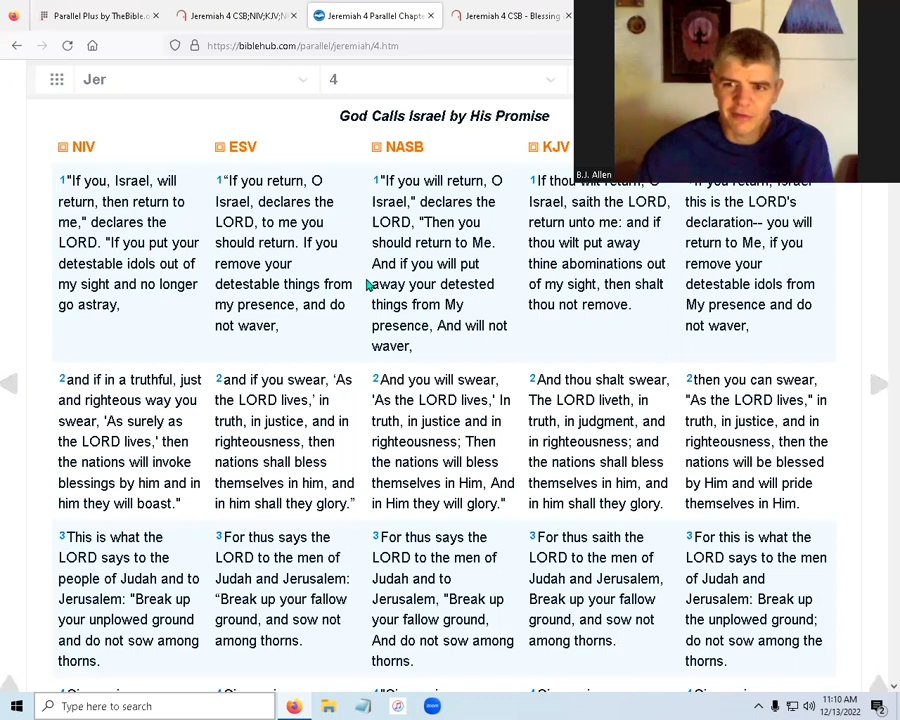 Parallel Plus by TheBible.o
Jeremiah 4 CSB;NIV;KJV;N
Jeremiah 4 Parallel Chapte
Jeremiah 4 CSB - Blessing
https://biblehub.com/parallel/jeremiah/4.htm
Jer
4
God Calls Israel by His Promise
B.J. Allen
NIV
1"If you, Israel, will
return, then return to
me," declares the
LORD. "If you put your
detestable idols out of
my sight and no longer
go astray,
ESV
1“If you return, O
Israel, declares the
LORD, to me you
should return. If you
remove your
detestable things from
my presence, and do
not waver,
NASB
1"If you will return, O
Israel," declares the
LORD, "Then you
should return to Me.
And if you will put
away your detested
things from My
presence, And will not
waver,
KJV
1If thou wilt return, O
Israel, saith the LORD,
return unto me: and if
thou wilt put away
thine abominations out
of my sight, then shalt
thou not remove.
If you return, Israel
this is the LORD's
declaration-- you will
return to Me, if you
remove your
detestable idols from
My presence and do
not waver,
2and if in a truthful, just
and righteous way you
swear, 'As surely as
the LORD lives,' then
the nations will invoke
blessings by him and in
him they will boast."
2and if you swear, ‘As
the LORD lives,’ in
truth, in justice, and in
righteousness, then
nations shall bless
themselves in him, and
in him shall they glory.”
2And you will swear,
'As the LORD lives,' In
truth, in justice and in
righteousness; Then
the nations will bless
themselves in Him, And
in Him they will glory."
2And thou shalt swear,
The LORD liveth, in
truth, in judgment, and
in righteousness; and
the nations shall bless
themselves in him, and
in him shall they glory.
2then you can swear,
"As the LORD lives," in
truth, in justice, and in
righteousness, then the
nations will be blessed
by Him and will pride
themselves in Him.
3This is what the
LORD says to the
people of Judah and to
Jerusalem: "Break up
your unplowed ground
and do not sow among
thorns.
3For thus says the
LORD to the men of
Judah and Jerusalem:
“Break up your fallow
ground, and sow not
among thorns.
3For thus says the
LORD to the men of
Judah and to
Jerusalem, "Break up
your fallow ground,
And do not sow among
thorns.
3For thus saith the
LORD to the men of
Judah and Jerusalem,
Break up your fallow
ground, and sow not
among thorns.
3For this is what the
LORD says to the men
of Judah and
Jerusalem: Break up
the unplowed ground;
do not sow among the
thorns.
Type here to search
11:10 AM
12/13/2022
2